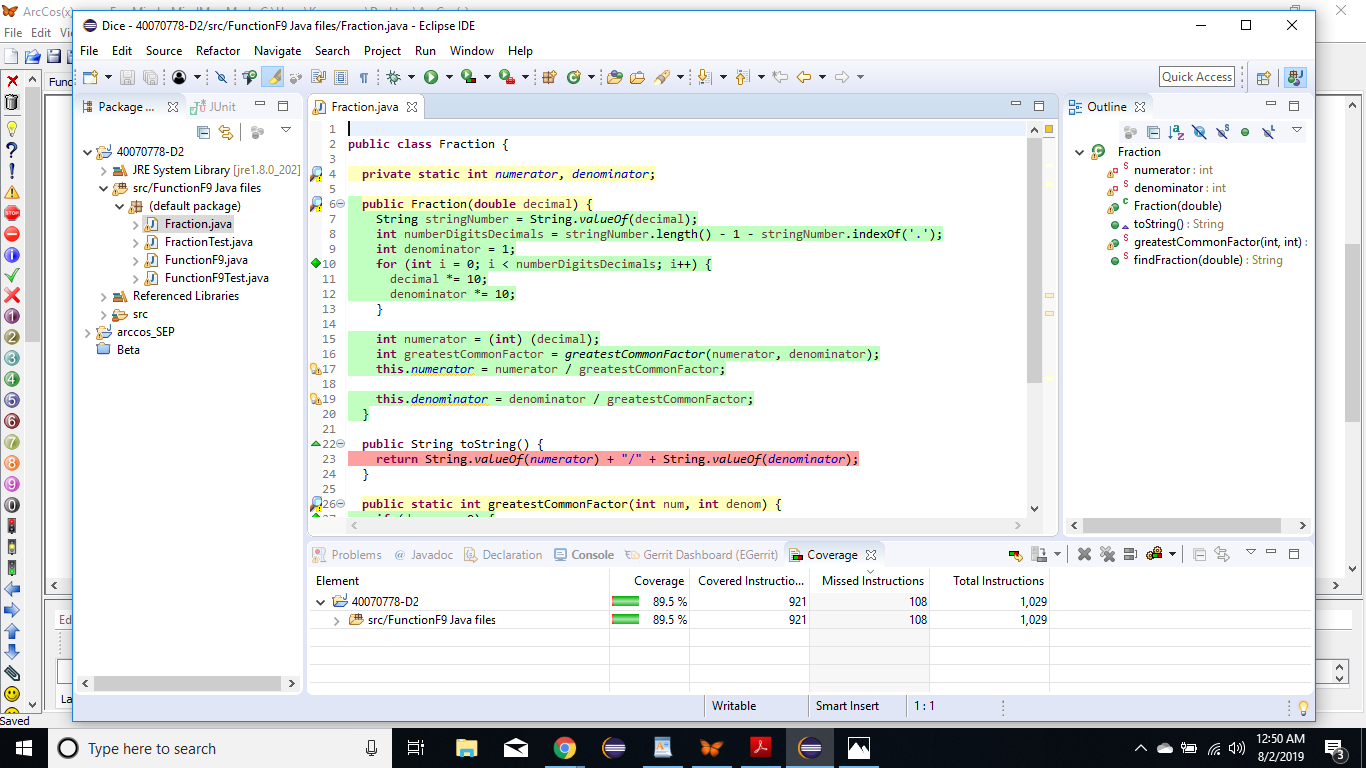 ArcCos(x)
Dice - 40070778-D2/src/FunctionF9 Java files/Fraction.java - Eclipse IDE
File Edit
File Edit Source Refactor Navigate Search Project Run Window Help
Quick Access
Func
Package ... JUnit
Fraction.java
Outline
40070778-D2
JRE System Library [jre1.8.0_202]
src/FunctionF9 Java files
(default package)
Fraction.java
FractionTest.java
FunctionF9.java
FunctionF9Test.java
Referenced Libraries
src
arccos_SEP
Beta
1
2 public class Fraction {
3
4 private static int numerator, denominator;
5
6 public Fraction(double decimal) {
7 String stringNumber = String.valueOf(decimal);
8 int numberDigitsDecimals = stringNumber.length() - 1 - stringNumber.indexOf('.');
9 int denominator = 1;
10 for (int i = 0; i < numberDigitsDecimals; i++) {
11 decimal *= 10;
12 denominator *= 10;
13 }
14
15 int numerator = (int) (decimal);
16 int greatestCommonFactor = greatestCommonFactor(numerator, denominator);
17 this.numerator = numerator / greatestCommonFactor;
18
19 this.denominator = denominator / greatestCommonFactor;
20 }
21
22 public String toString() {
23 return String.valueOf(numerator) + "/" + String.valueOf(denominator);
24 }
25
26 public static int greatestCommonFactor(int num, int denom) {
Fraction
numerator : int
denominator : int
Fraction(double)
toString() : String
greatestCommonFactor(int, int) :
findFraction(double) : String
Problems @ Javadoc Declaration Console Gerrit Dashboard (EGerrit) Coverage
Element Coverage Covered Instructio... Missed Instructions Total Instructions
40070778-D2 89.5 % 921 108 1,029
src/FunctionF9 Java files 89.5 % 921 108 1,029
Ed
La
Writable Smart Insert 1 : 1
Saved
Type here to search
12:50 AM
8/2/2019
3